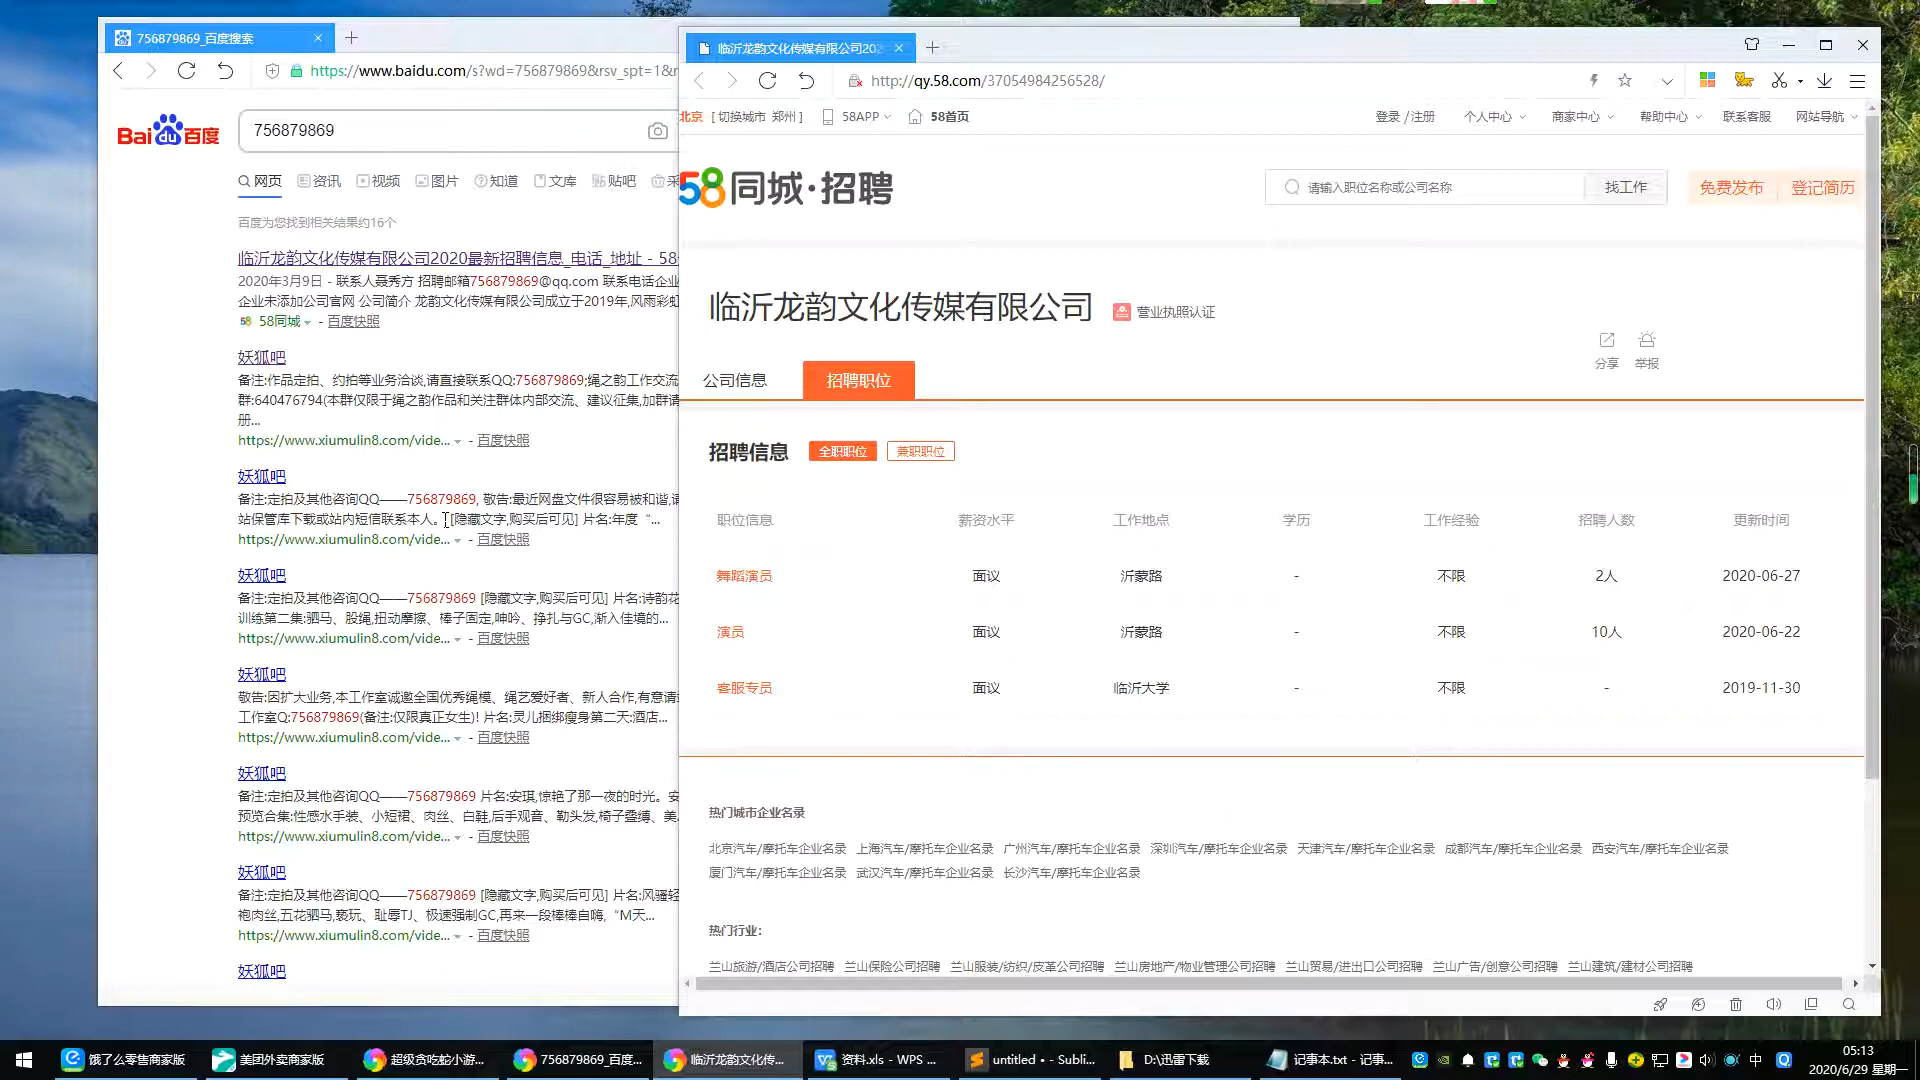 756879869_百度搜索
https://www.baidu.com/s?wd=756879869&rsv_spt=1&r
Bai du 百度
756879869
网页 资讯 视频 图片 知道 文库 贴吧 采
百度为您找到相关结果约16个
临沂龙韵文化传媒有限公司2020最新招聘信息_电话_地址 - 58
2020年3月9日 - 联系人聂秀方 招聘邮箱756879869@qq.com 联系电话企业
企业未添加公司官网 公司简介 龙韵文化传媒有限公司成立于2019年,风雨彩虹
58同城 - 百度快照
妖狐吧
备注:作品定拍、约拍等业务洽谈,请直接联系QQ:756879869;绳之韵工作交流
群:640476794(本群仅限于绳之韵作品和关注群体内部交流、建议征集,加群请
册...
https://www.xiumulin8.com/vide... - 百度快照
妖狐吧
备注:定拍及其他咨询QQ——756879869, 敬告:最近网盘文件很容易被和谐,请
站保管库下载或站内短信联系本人。 [隐藏文字,购买后可见] 片名:年度“...
https://www.xiumulin8.com/vide... - 百度快照
妖狐吧
备注:定拍及其他咨询QQ——756879869 [隐藏文字,购买后可见] 片名:诗韵花
训练第二集:驷马、股绳,扭动摩擦、棒子固定,呻吟、挣扎与GC,渐入佳境的...
https://www.xiumulin8.com/vide... - 百度快照
妖狐吧
敬告:因扩大业务,本工作室诚邀全国优秀绳模、绳艺爱好者、新人合作,有意请
工作室Q:756879869(备注:仅限真正女生)! 片名:灵儿捆绑瘦身第二天:酒店...
https://www.xiumulin8.com/vide... - 百度快照
妖狐吧
备注:定拍及其他咨询QQ——756879869 片名:安琪,惊艳了那一夜的时光。安
预览合集:性感水手装、小短裙、肉丝、白鞋,后手观音、勒头发,椅子叠缚、美
https://www.xiumulin8.com/vide... - 百度快照
妖狐吧
备注:定拍及其他咨询QQ——756879869 [隐藏文字,购买后可见] 片名:风骚轻
袍肉丝,五花驷马,亵玩、耻辱TJ、极速强制GC,再来一段棒棒自嗨,“M天...
https://www.xiumulin8.com/vide... - 百度快照
妖狐吧
临沂龙韵文化传媒有限公司202
http://qy.58.com/37054984256528/
北京 [ 切换城市 郑州 ] 58APP 58首页 登录 / 注册 个人中心 商家中心 帮助中心 联系客服 网站导航
58同城·招聘
请输入职位名称或公司名称 找工作 免费发布 登记简历
临沂龙韵文化传媒有限公司 营业执照认证
分享 举报
公司信息 招聘职位
招聘信息 全职职位 兼职职位
职位信息 薪资水平 工作地点 学历 工作经验 招聘人数 更新时间
舞蹈演员 面议 沂蒙路 - 不限 2人 2020-06-27
演员 面议 沂蒙路 - 不限 10人 2020-06-22
客服专员 面议 临沂大学 - 不限 - 2019-11-30
热门城市企业名录
北京汽车/摩托车企业名录 上海汽车/摩托车企业名录 广州汽车/摩托车企业名录 深圳汽车/摩托车企业名录 天津汽车/摩托车企业名录 成都汽车/摩托车企业名录 西安汽车/摩托车企业名录
厦门汽车/摩托车企业名录 武汉汽车/摩托车企业名录 长沙汽车/摩托车企业名录
热门行业:
兰山旅游/酒店公司招聘 兰山保险公司招聘 兰山服装/纺织/皮革公司招聘 兰山房地产/物业管理公司招聘 兰山贸易/进出口公司招聘 兰山广告/创意公司招聘 兰山建筑/建材公司招聘
饿了么零售商家版 美团外卖商家版 超级贪吃蛇小游... 756879869_百度... 临沂龙韵文化传... 资料.xls - WPS ... untitled • - Subli... D:\迅雷下载 记事本.txt - 记事... 中
05:13
2020/6/29 星期一